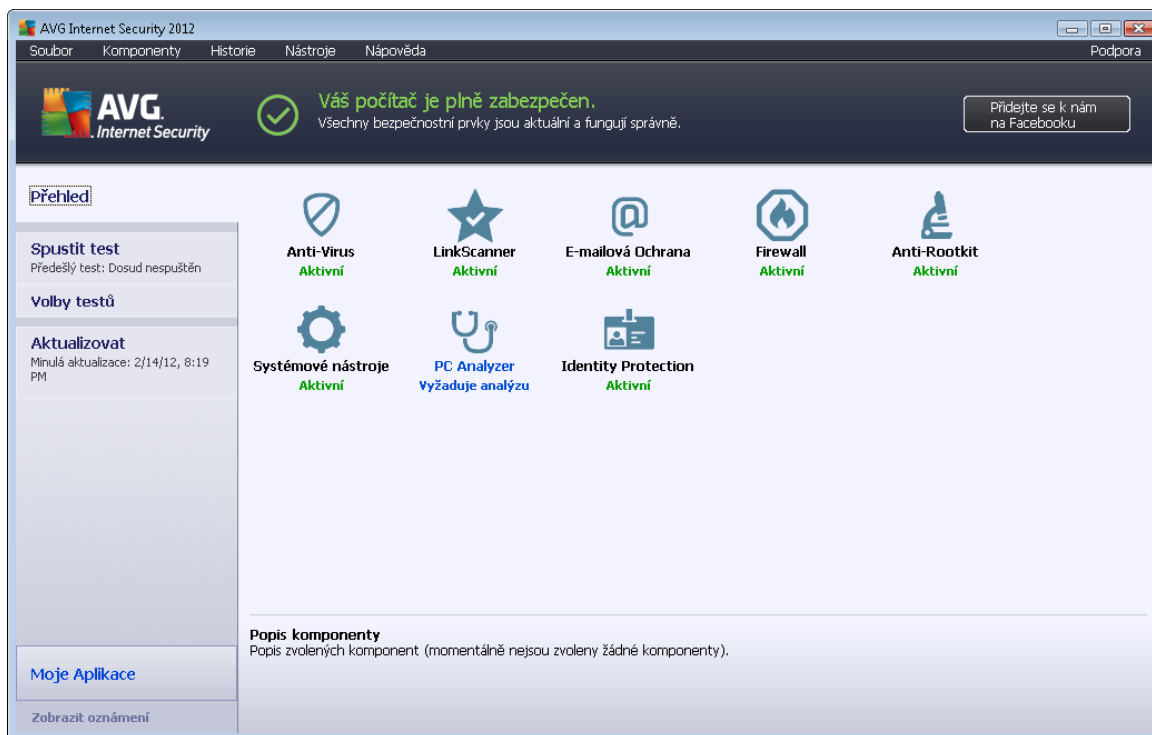 AVG Internet Security 2012
Soubor Komponenty Historie Nástroje Nápověda Podpora
AVG.
Internet Security
Váš počítač je plně zabezpečen.
Všechny bezpečnostní prvky jsou aktuální a fungují správně.
Přidejte se k nám
na Facebooku
Přehled
Spustit test
Předešlý test: Dosud nespuštěn
Volby testů
Aktualizovat
Minulá aktualizace: 2/14/12, 8:19
PM
Anti-Virus
Aktivní
LinkScanner
Aktivní
E-mailová Ochrana
Aktivní
Firewall
Aktivní
Anti-Rootkit
Aktivní
Systémové nástroje
Aktivní
PC Analyzer
Vyžaduje analýzu
Identity Protection
Aktivní
Popis komponenty
Popis zvolených komponent (momentálně nejsou zvoleny žádné komponenty).
Moje Aplikace
Zobrazit oznámení